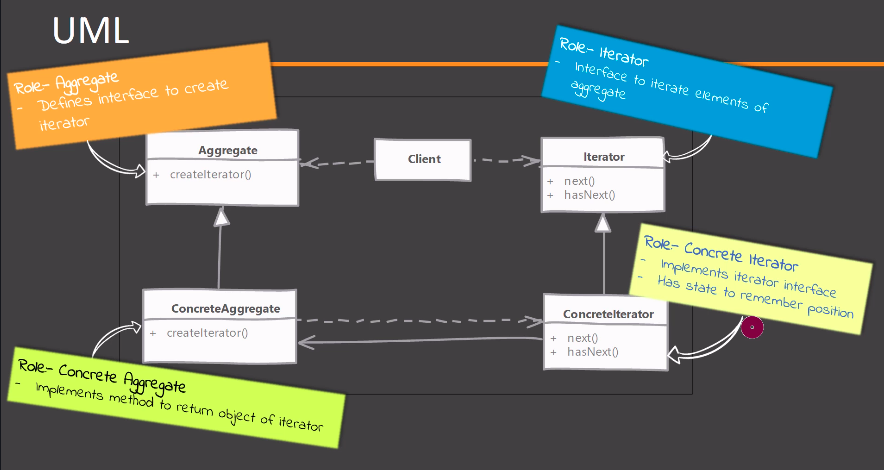 UML
Role- Aggregate
- Defines interface to create
iterator
Role- Iterator
- Interface to iterate elements of
aggregate
Aggregate
+ createIterator()
Client
Iterator
+ next()
+ hasNext()
Role- Concrete Iterator
- Implements iterator interface
- Has state to remember position
ConcreteAggregate
+ createIterator()
ConcreteIterator
+ next()
+ hasNext()
Role- Concrete Aggregate
- Implements method to return object of iterator